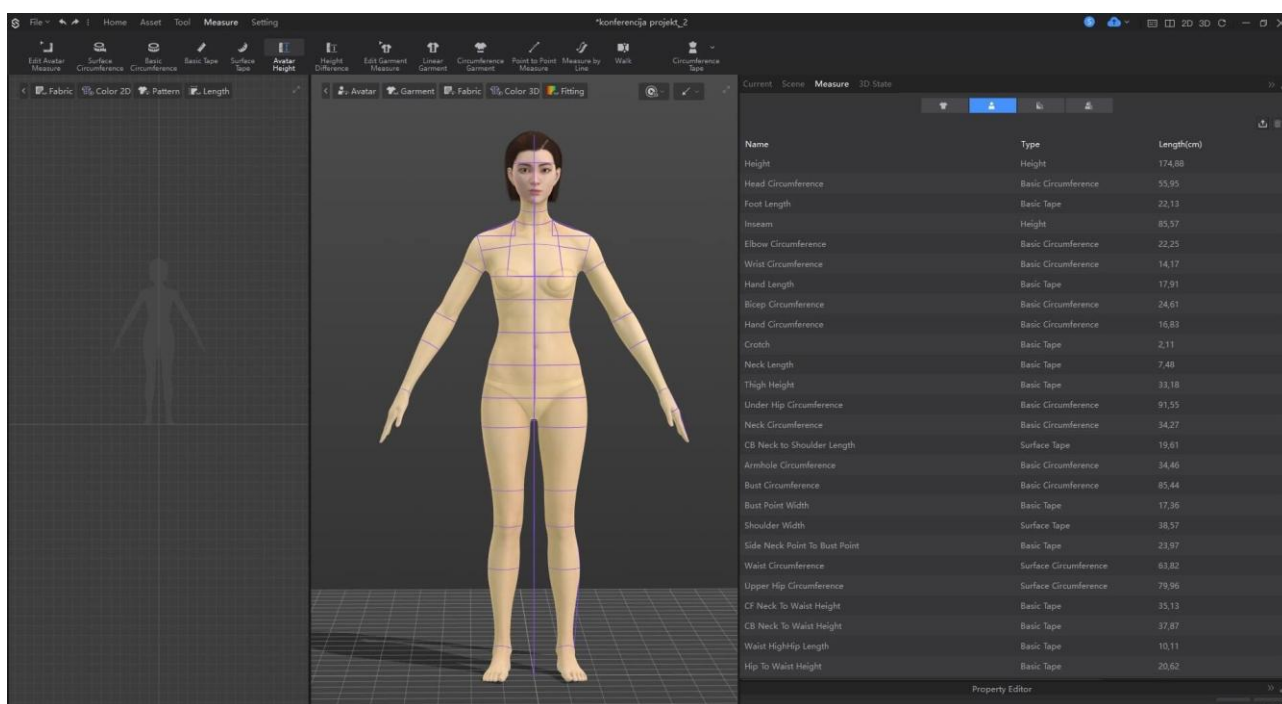 File Home Asset Tool Measure Setting *konferencija projekt_2 2D 3D
Edit Avatar Measure
Surface Circumference
Basic Circumference
Basic Tape
Surface Tape
Avatar Height
Height Difference
Edit Garment Measure
Linear Garment
Circumference Garment
Point to Point Measure
Measure by Line
Walk
Circumference Tape
Fabric Color 2D Pattern Length
Avatar Garment Fabric Color 3D Fitting
Current Scene Measure 3D State
Name Type Length(cm)
Height Height 174,88
Head Circumference Basic Circumference 55,95
Foot Length Basic Tape 22,13
Inseam Height 85,57
Elbow Circumference Basic Circumference 22,25
Wrist Circumference Basic Circumference 14,17
Hand Length Basic Tape 17,91
Bicep Circumference Basic Circumference 24,61
Hand Circumference Basic Circumference 16,83
Crotch Basic Tape 2,11
Neck Length Basic Tape 7,48
Thigh Height Basic Tape 33,18
Under Hip Circumference Basic Circumference 91,55
Neck Circumference Basic Circumference 34,27
CB Neck to Shoulder Length Surface Tape 19,61
Armhole Circumference Basic Circumference 34,46
Bust Circumference Basic Circumference 85,44
Bust Point Width Basic Tape 17,36
Shoulder Width Surface Tape 38,57
Side Neck Point To Bust Point Basic Tape 23,97
Waist Circumference Surface Circumference 63,82
Upper Hip Circumference Surface Circumference 79,96
CF Neck To Waist Height Basic Tape 35,13
CB Neck To Waist Height Basic Tape 37,87
Waist HighHip Length Basic Tape 10,11
Hip To Waist Height Basic Tape 20,62
Property Editor